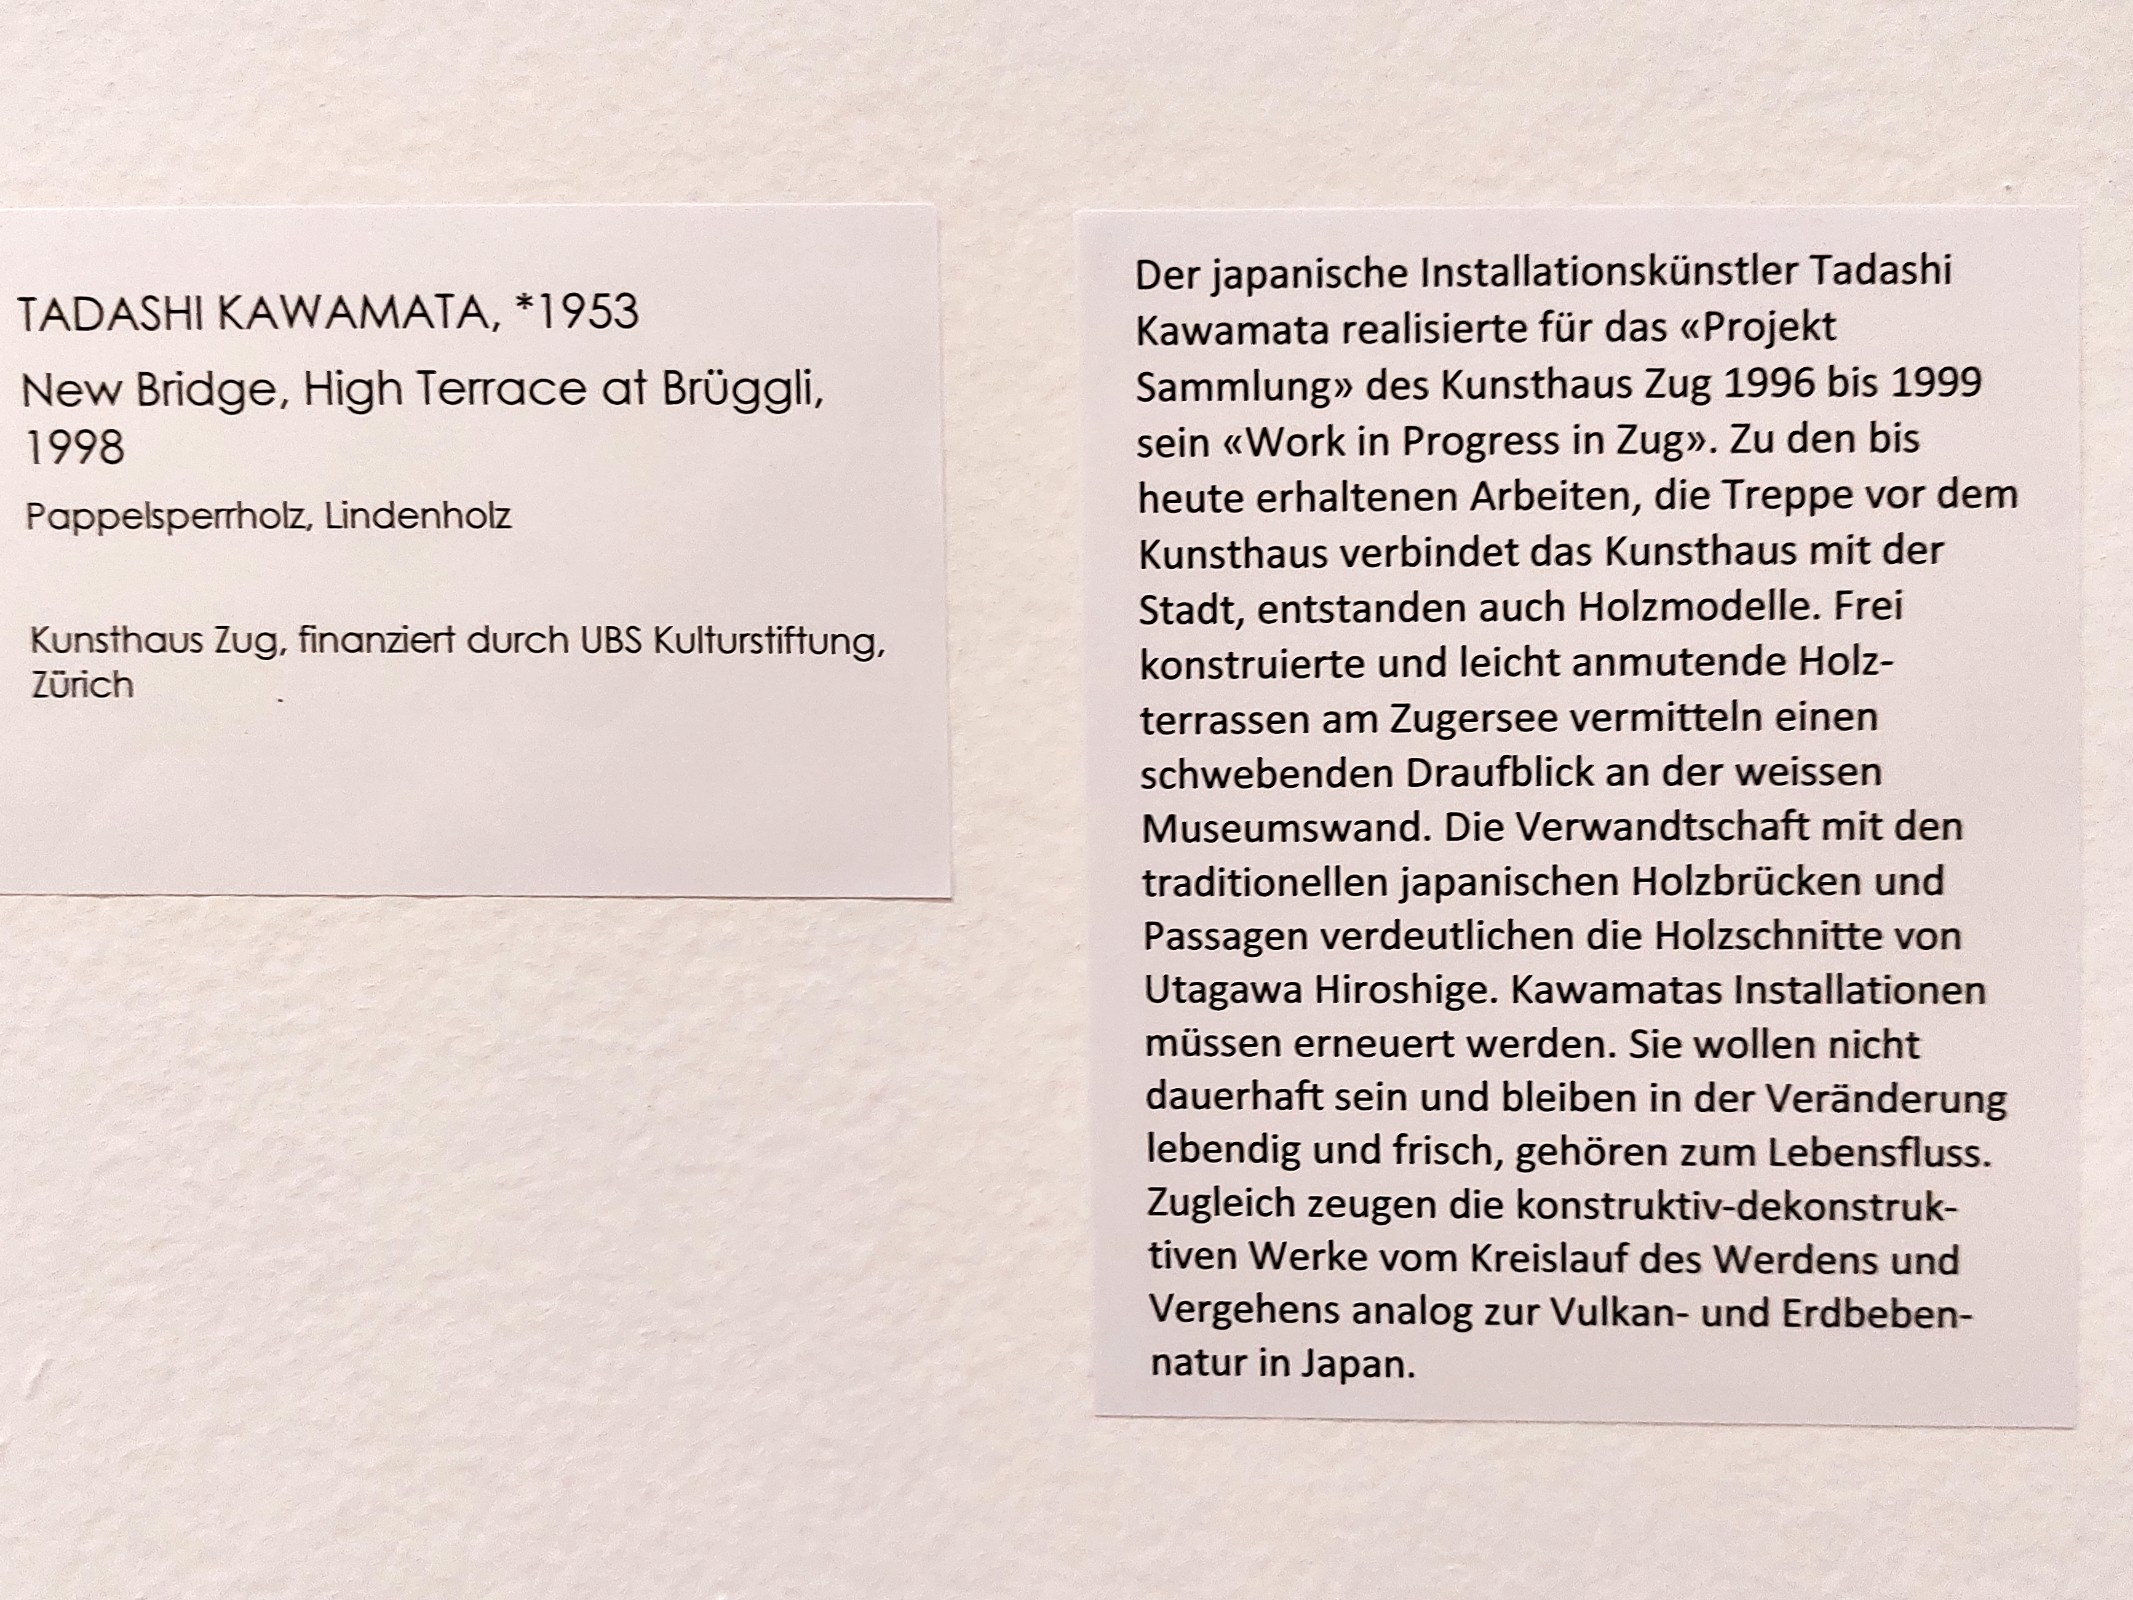 TADASHI KAWAMATA, *1953
New Bridge, High Terrace at Brüggli,
1998
Pappelsperrholz, Lindenholz
Kunsthaus Zug, finanziert durch UBS Kulturstiftung,
Zürich
Der japanische Installationskünstler Tadashi
Kawamata realisierte für das «Projekt
Sammlung» des Kunsthaus Zug 1996 bis 1999
sein «Work in Progress in Zug». Zu den bis
heute erhaltenen Arbeiten, die Treppe vor dem
Kunsthaus verbindet das Kunsthaus mit der
Stadt, entstanden auch Holzmodelle. Frei
konstruierte und leicht anmutende Holz-
terrassen am Zugersee vermitteln einen
schwebenden Draufblick an der weissen
Museumswand. Die Verwandtschaft mit den
traditionellen japanischen Holzbrücken und
Passagen verdeutlichen die Holzschnitte von
Utagawa Hiroshige. Kawamatas Installationen
müssen erneuert werden. Sie wollen nicht
dauerhaft sein und bleiben in der Veränderung
lebendig und frisch, gehören zum Lebensfluss.
Zugleich zeugen die konstruktiv-dekonstruk-
tiven Werke vom Kreislauf des Werdens und
Vergehens analog zur Vulkan- und Erdbeben-
natur in Japan.